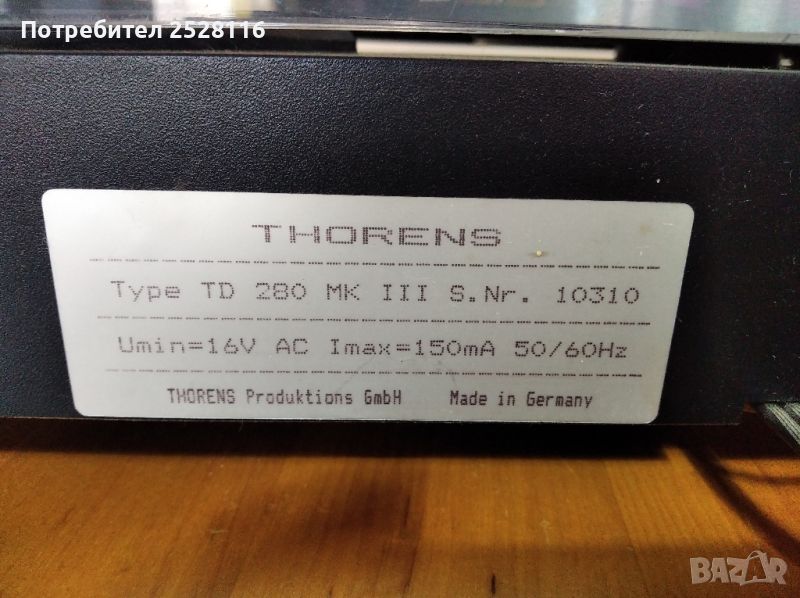 Потребител 2528116
THORENS
Type TD 280 MK III S.Nr. 10310
Umin=16V AC Imax=150mA 50/60Hz
THORENS Produktions GmbH Made in Germany
BAZAR